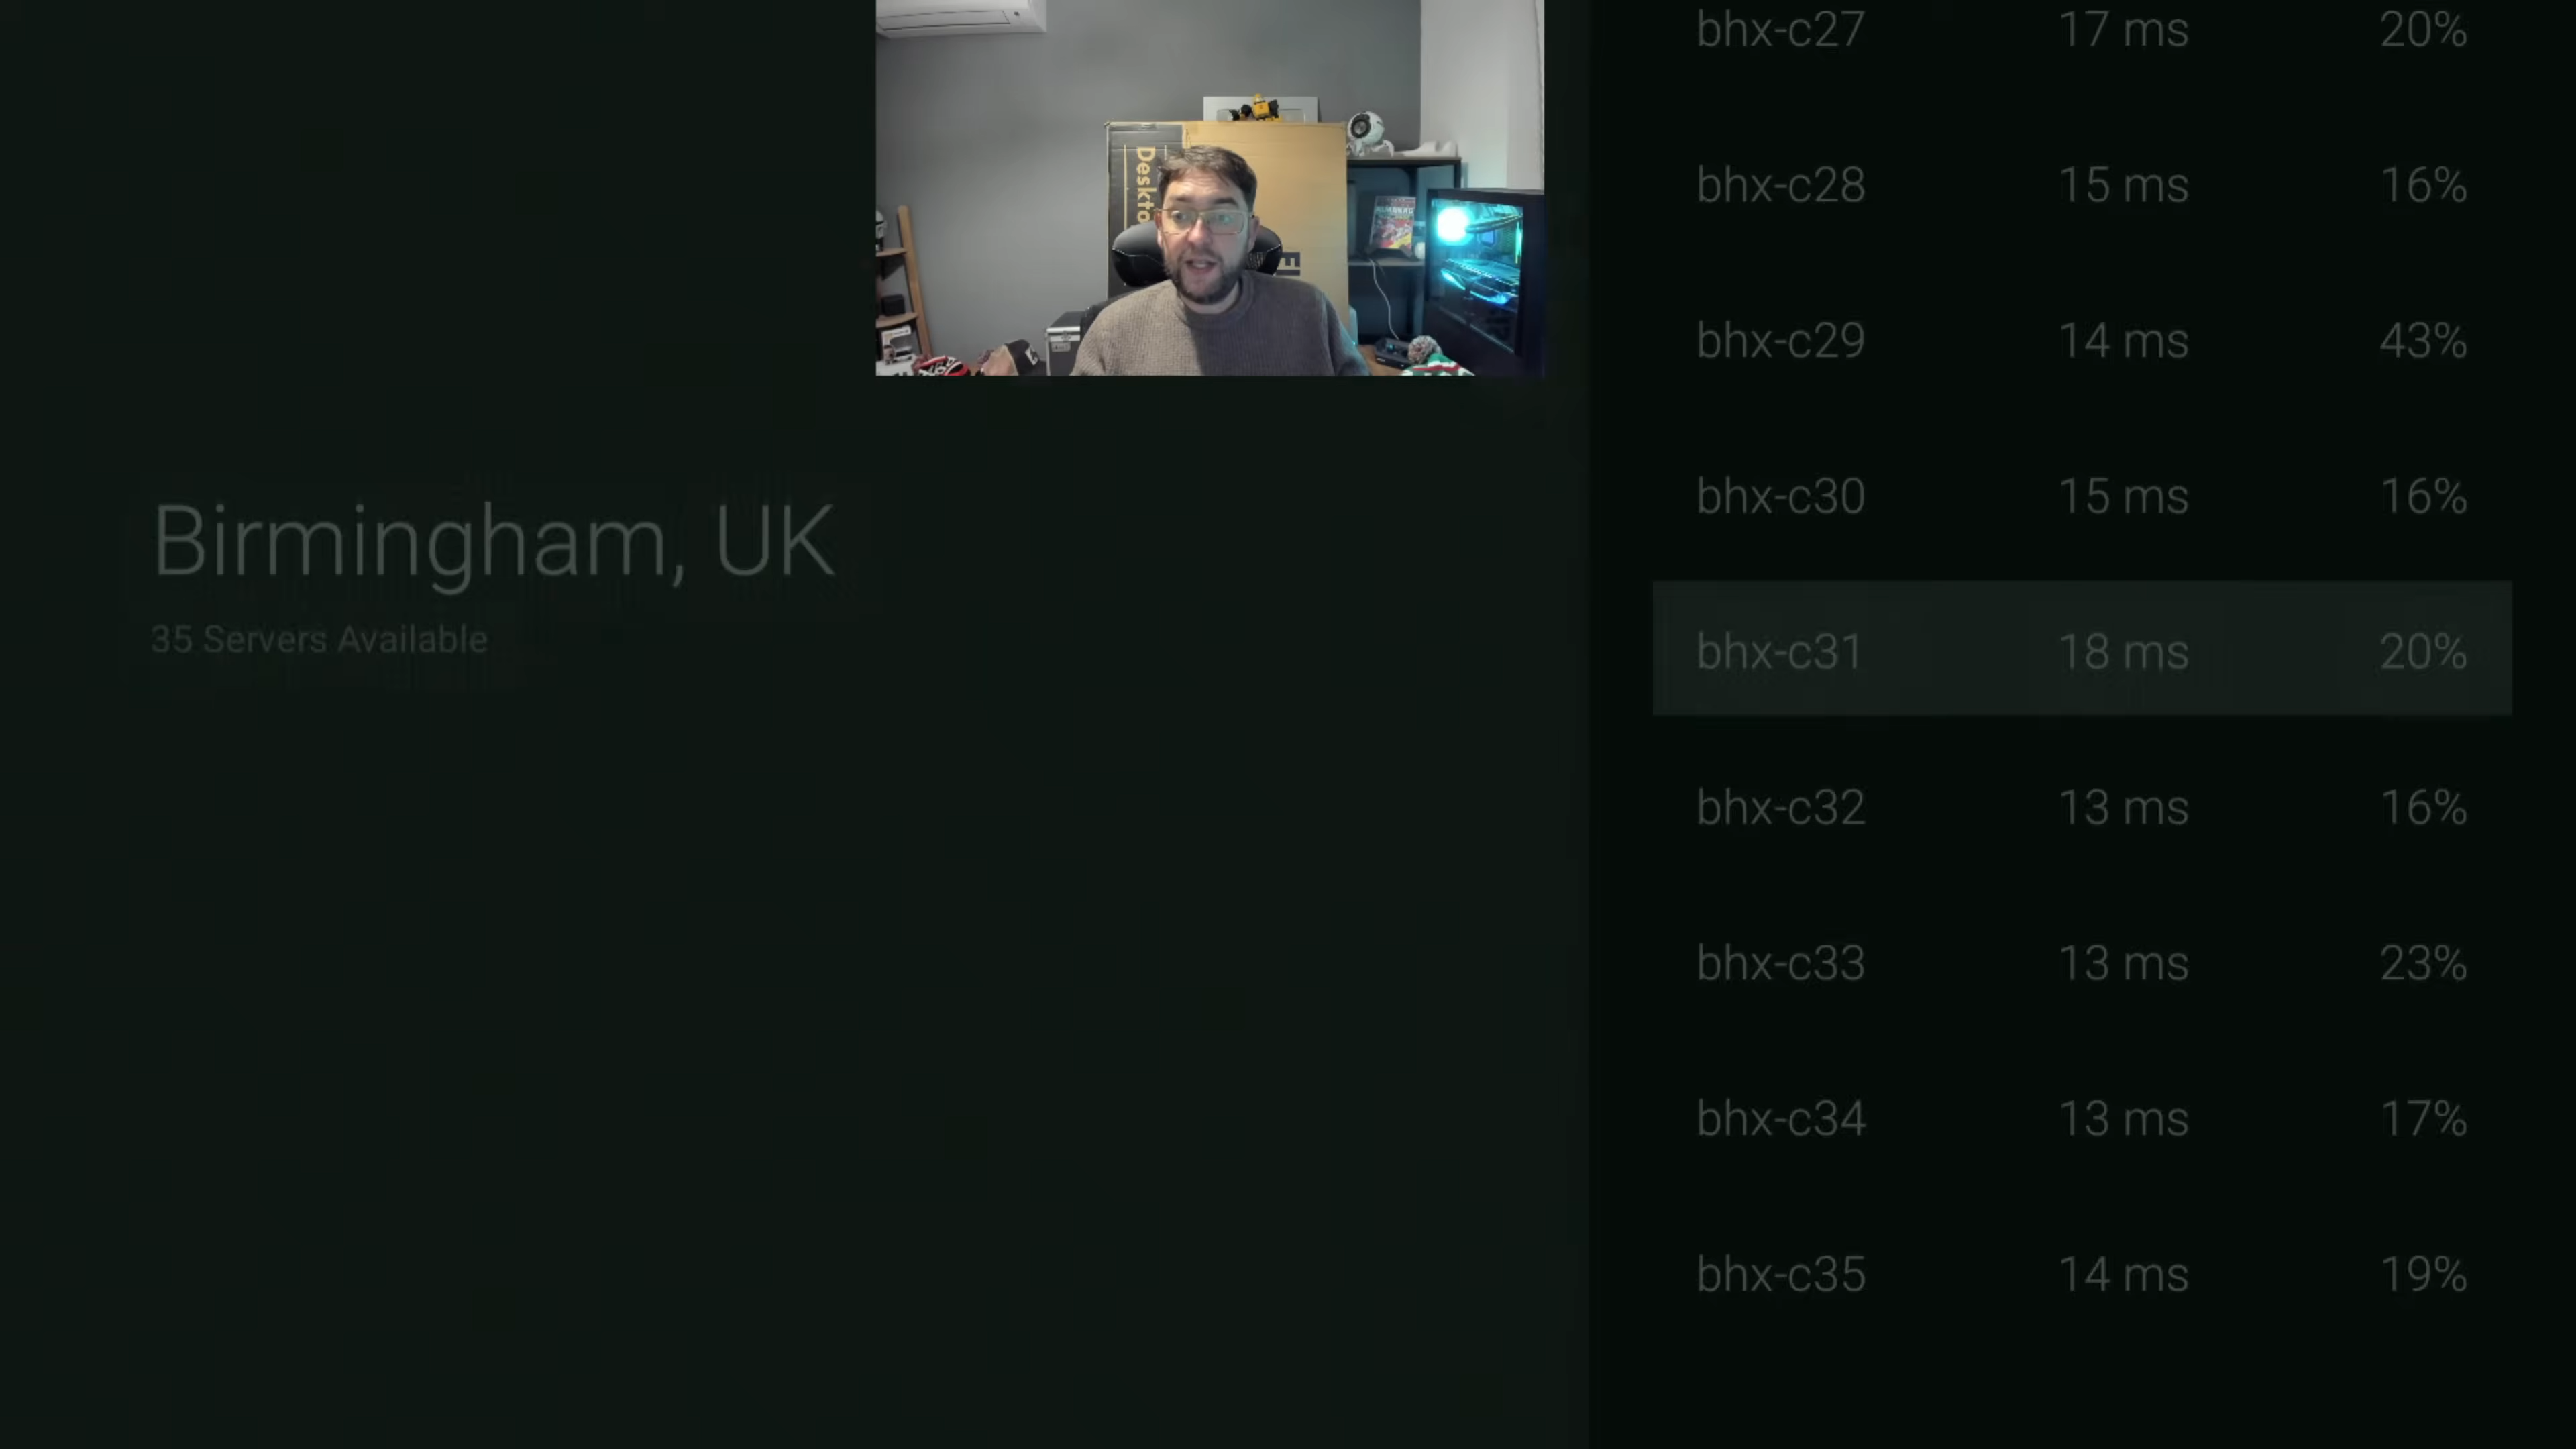 bhx-c27 17 ms 20%
bhx-c28 15 ms 16%
bhx-c29 14 ms 43%
bhx-c30 15 ms 16%
Birmingham, UK
35 Servers Available
bhx-c31 18 ms 20%
bhx-c32 13 ms 16%
bhx-c33 13 ms 23%
bhx-c34 13 ms 17%
bhx-c35 14 ms 19%
Deskto